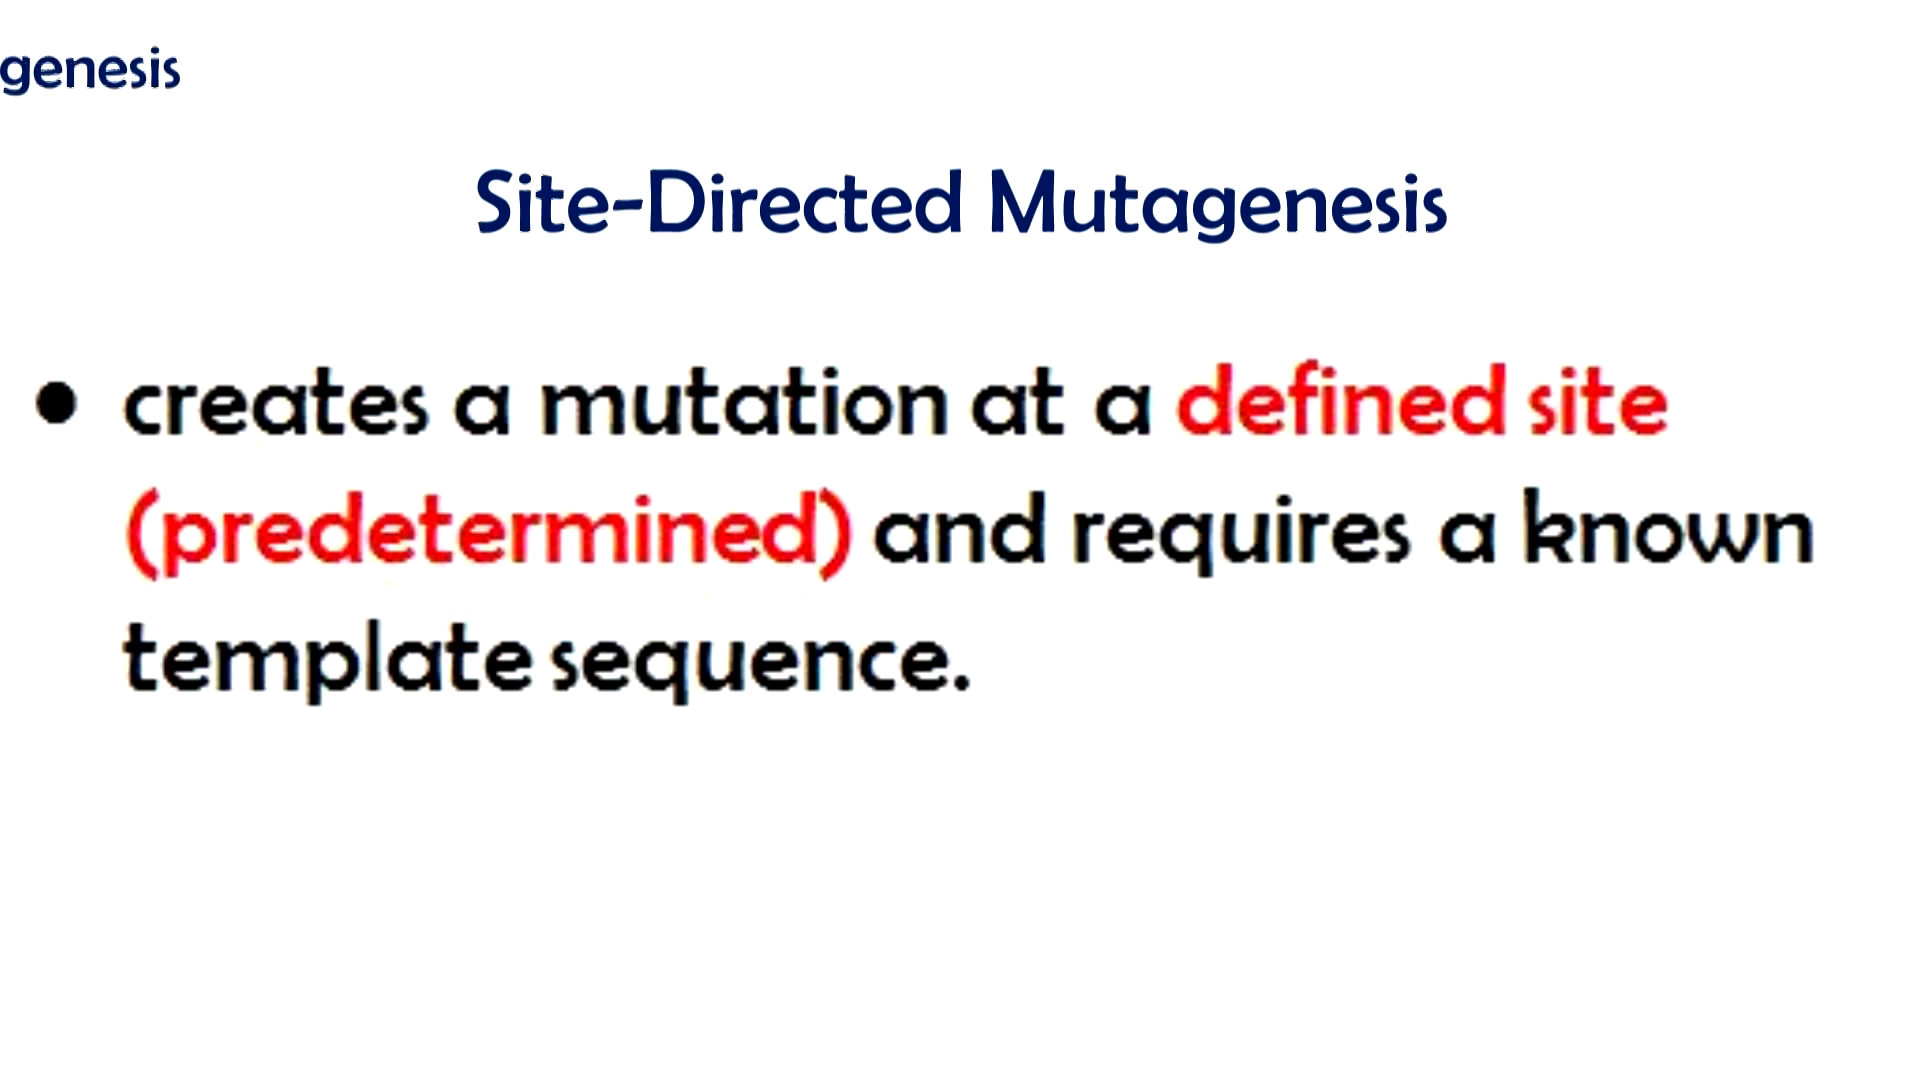 genesis
Site-Directed Mutagenesis
• creates a mutation at a defined site
(predetermined) and requires a known
template sequence.